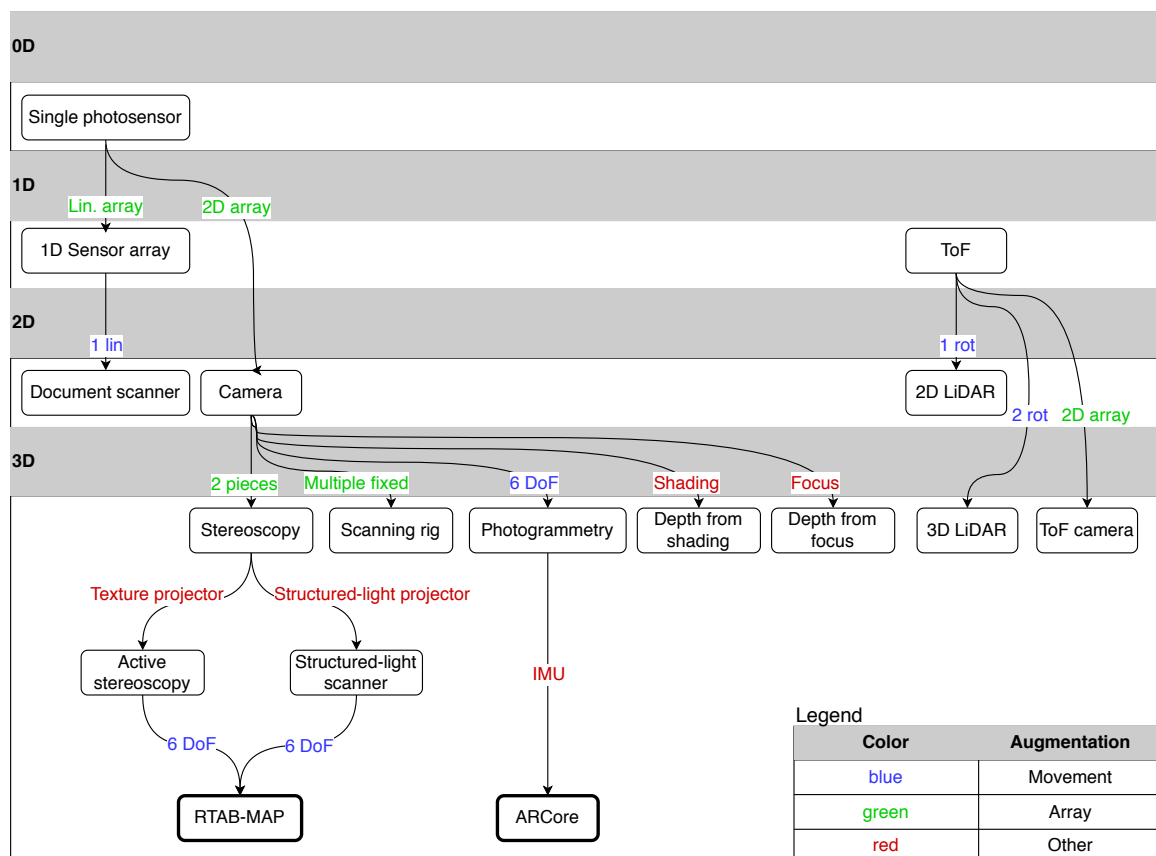 0D
Single photosensor
1D
Lin. array
2D array
1D Sensor array
ToF
2D
1 lin
1 rot
Document scanner
Camera
2D LiDAR
2 rot
2D array
3D
2 pieces
Multiple fixed
6 DoF
Shading
Focus
Stereoscopy
Scanning rig
Photogrammetry
Depth from
shading
Depth from
focus
3D LiDAR
ToF camera
Texture projector
Structured-light projector
Active
stereoscopy
Structured-light
scanner
IMU
6 DoF
6 DoF
RTAB-MAP
ARCore
Legend
Color
Augmentation
blue
Movement
green
Array
red
Other